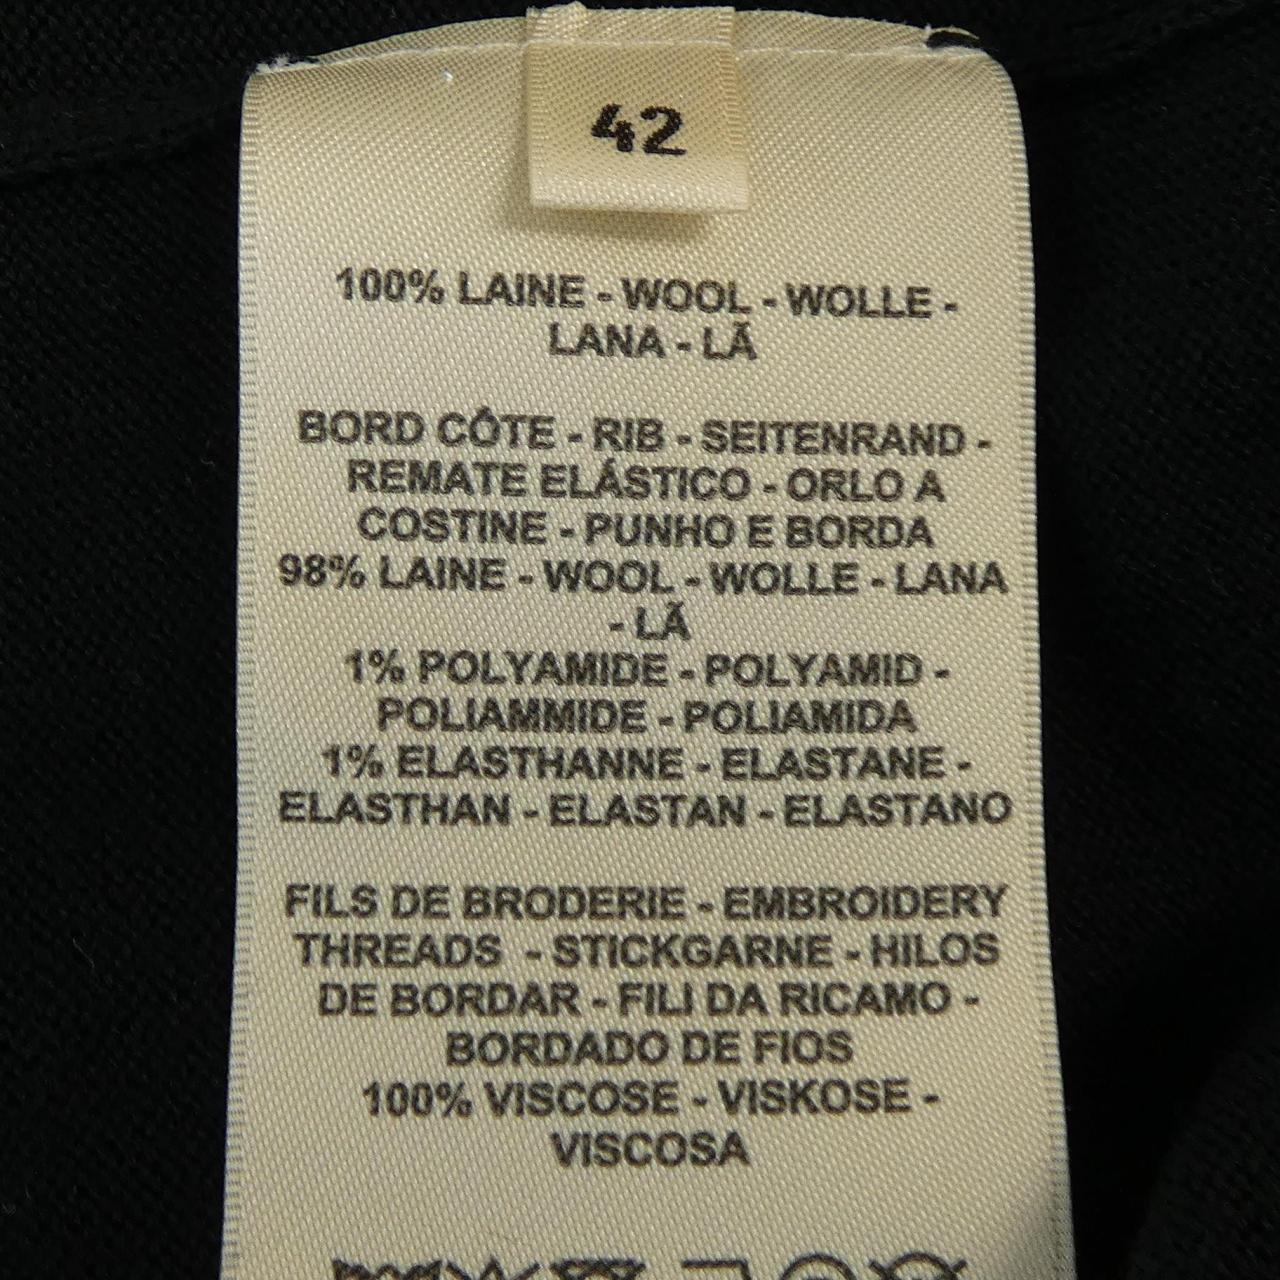 42
100% LAINE - WOOL - WOLLE -
LANA - LÃ
BORD CÔTE - RIB - SEITENRAND -
REMATE ELÁSTICO - ORLO A
COSTINE - PUNHO E BORDA
98% LAINE - WOOL - WOLLE - LANA
- LÃ
1% POLYAMIDE - POLYAMID -
POLIAMMIDE - POLIAMIDA
1% ELASTHANNE - ELASTANE -
ELASTHAN - ELASTAN - ELASTANO
FILS DE BRODERIE - EMBROIDERY
THREADS - STICKGARNE - HILOS
DE BORDAR - FILI DA RICAMO -
BORDADO DE FIOS
100% VISCOSE - VISKOSE -
VISCOSA